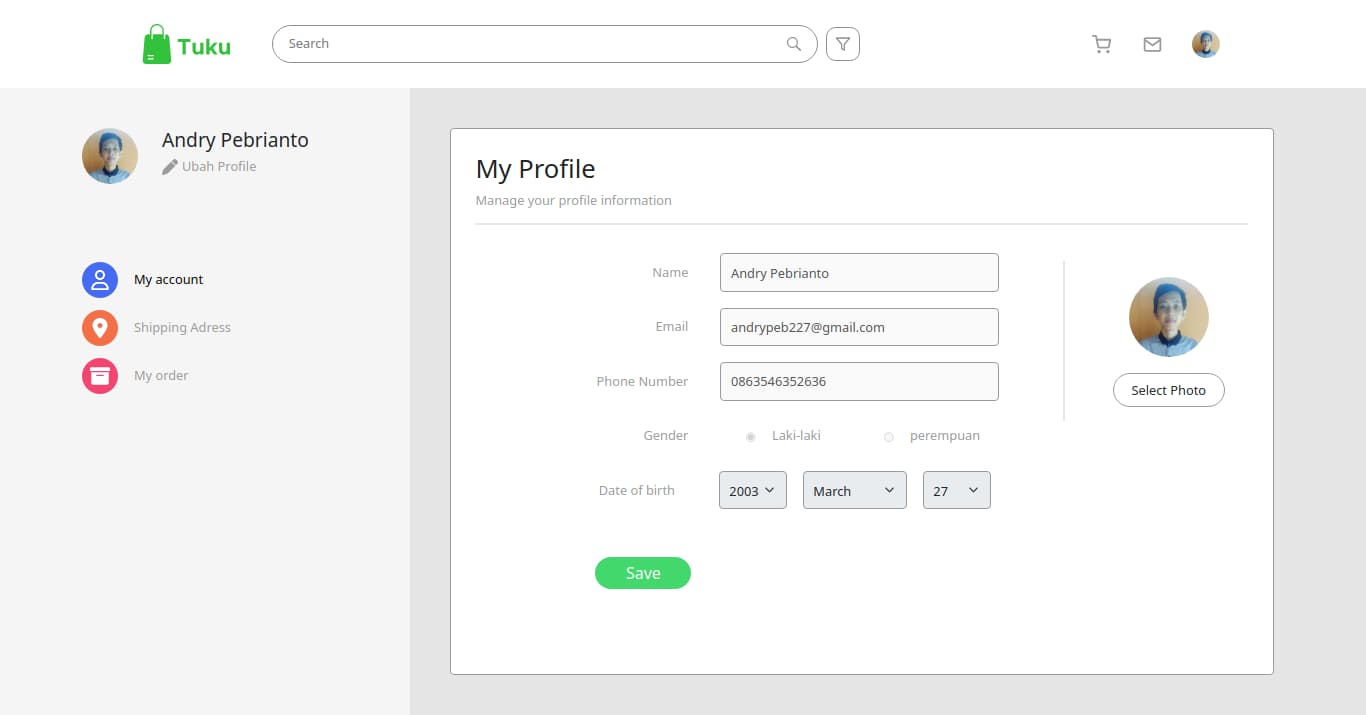 Tuku
Search
Andry Pebrianto
Ubah Profile
My account
Shipping Adress
My order
My Profile
Manage your profile information
Name
Andry Pebrianto
Email
andrypeb227@gmail.com
Phone Number
0863546352636
Gender
Laki-laki
perempuan
Date of birth
2003
March
27
Select Photo
Save